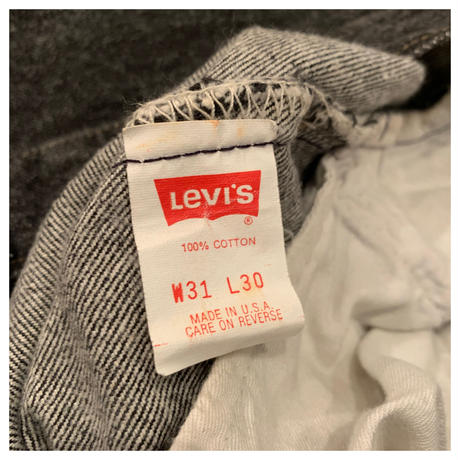 Levi's
®
100% COTTON
W31 L30
MADE IN U.S.A.
CARE ON REVERSE